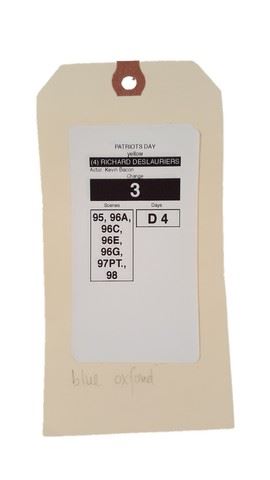 PATRIOTS DAY
yellow
(4) RICHARD DESLAURIERS
Actor: Kevin Bacon
Change
3
Scenes Days
95, 96A, D 4
96C,
96E,
96G,
97PT.,
98
blue oxford